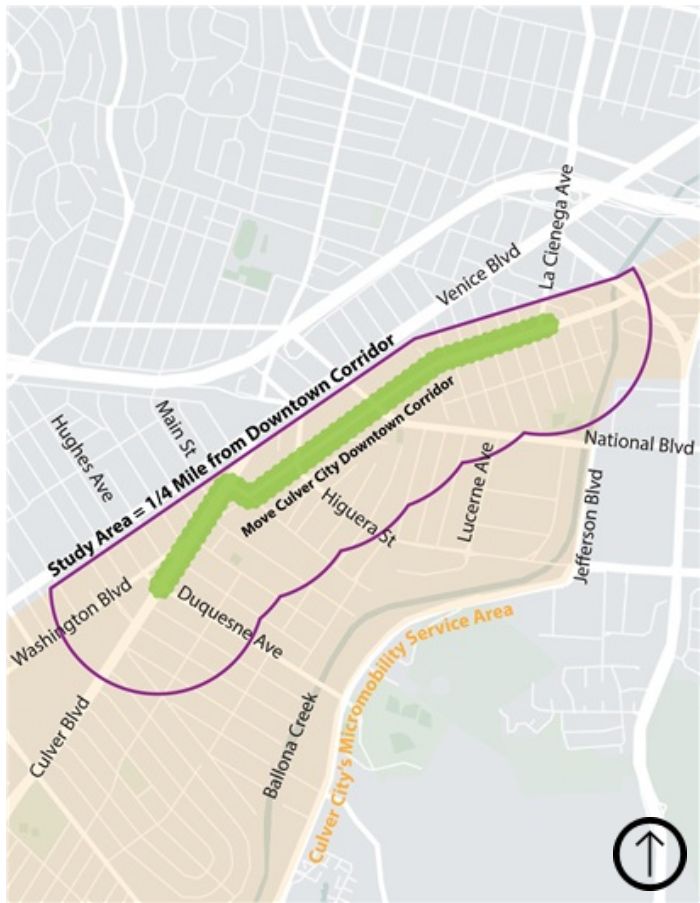 La Cienega Ave
Venice Blvd
Study Area = 1/4 Mile from Downtown Corridor
Move Culver City Downtown Corridor
Main St
Hughes Ave
National Blvd
Lucerne Ave
Higuera St
Jefferson Blvd
Washington Blvd
Duquesne Ave
Culver City's Micromobility Service Area
Ballona Creek
Culver Blvd